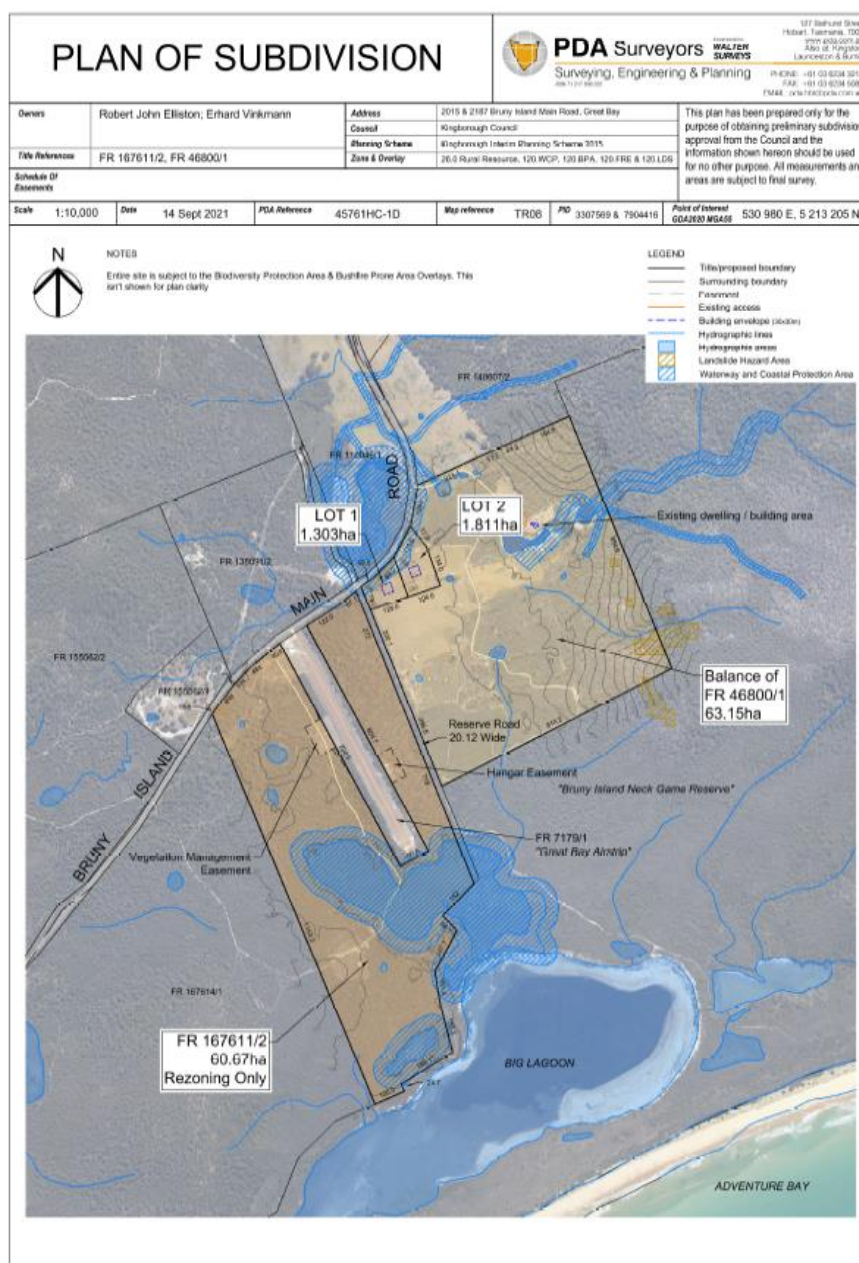 PLAN OF SUBDIVISION
PDA Surveyors
WALTER SURVEYORS
Surveying, Engineering & Planning
Owners
Robert John Elliston; Erhard Vinkmann
Title References
FR 167611/2, FR 46800/1
Schedule Of Easements
Address
2015 & 2187 Bruny Island Main Road, Great Bay
Council
Kingborough Council
Planning Scheme
Kingborough Interim Planning Scheme 2015
Zone & Overlay
26.0 Rural Resource, 120.WCP, 120.BPA, 120.FRE & 120.LDS
This plan has been prepared only for the
purpose of obtaining preliminary subdivision
approval from the Council and the
information shown hereon should be used
for no other purpose. All measurements and
areas are subject to final survey.
Scale
1:10,000
Date
14 Sept 2021
PDA Reference
45761HC-1D
Map reference
TR08
PID
3307569 & 7904416
Point of Interest
GDA2020 MGA55
530 980 E, 5 213 205 N
N
NOTES
Entire site is subject to the Biodiversity Protection Area & Bushfire Prone Area Overlays. This
isn't shown for plan clarity
LEGEND
Title/proposed boundary
Surrounding boundary
Easement
Existing access
Building envelope
Hydrographic lines
Hydrographic areas
Landslide Hazard Area
Waterway and Coastal Protection Area
ROAD
LOT 1
1.303ha
LOT 2
1.811ha
Existing dwelling / building area
MAIN
FR 155662/2
Balance of
FR 46800/1
63.15ha
Reserve Road
20.12 Wide
Hangar Easement
"Bruny Island Neck Game Reserve"
ISLAND
BRUNY
FR 7179/1
"Great Bay Airstrip"
Vegetation Management
Easement
FR 167614/1
FR 167611/2
60.67ha
Rezoning Only
BIG LAGOON
ADVENTURE BAY